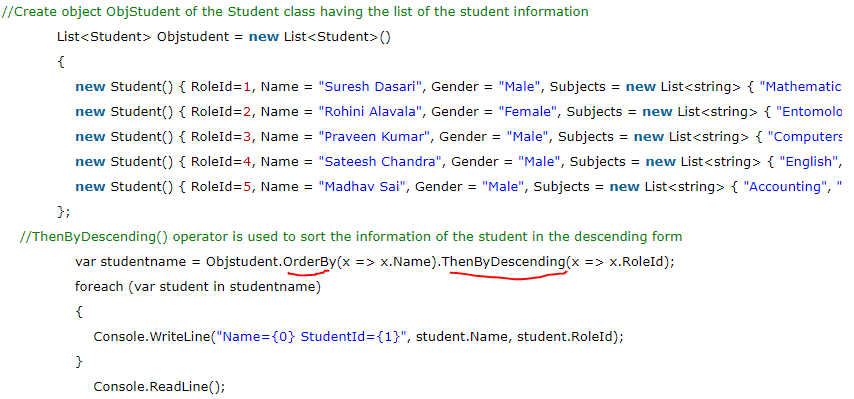 //Create object ObjStudent of the Student class having the list of the student information
List<Student> Objstudent = new List<Student>()
{
new Student() { RoleId=1, Name = "Suresh Dasari", Gender = "Male", Subjects = new List<string> { "Mathematic
new Student() { RoleId=2, Name = "Rohini Alavala", Gender = "Female", Subjects = new List<string> { "Entomolo
new Student() { RoleId=3, Name = "Praveen Kumar", Gender = "Male", Subjects = new List<string> { "Computers
new Student() { RoleId=4, Name = "Sateesh Chandra", Gender = "Male", Subjects = new List<string> { "English",
new Student() { RoleId=5, Name = "Madhav Sai", Gender = "Male", Subjects = new List<string> { "Accounting", "
};
//ThenByDescending() operator is used to sort the information of the student in the descending form
var studentname = Objstudent.OrderBy(x => x.Name).ThenByDescending(x => x.RoleId);
foreach (var student in studentname)
{
Console.WriteLine("Name={0} StudentId={1}", student.Name, student.RoleId);
}
Console.ReadLine();